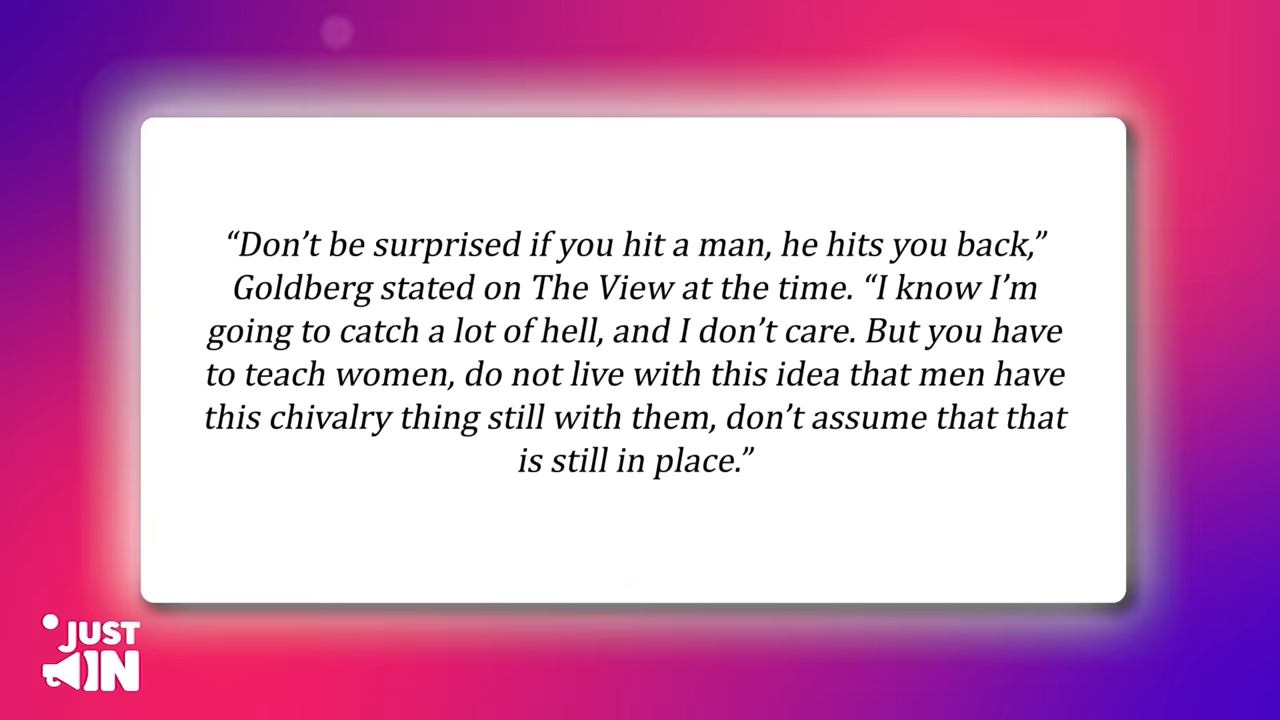 “Don’t be surprised if you hit a man, he hits you back,”
Goldberg stated on The View at the time. “I know I’m
going to catch a lot of hell, and I don’t care. But you have
to teach women, do not live with this idea that men have
this chivalry thing still with them, don’t assume that that
is still in place.”
JUST
IN